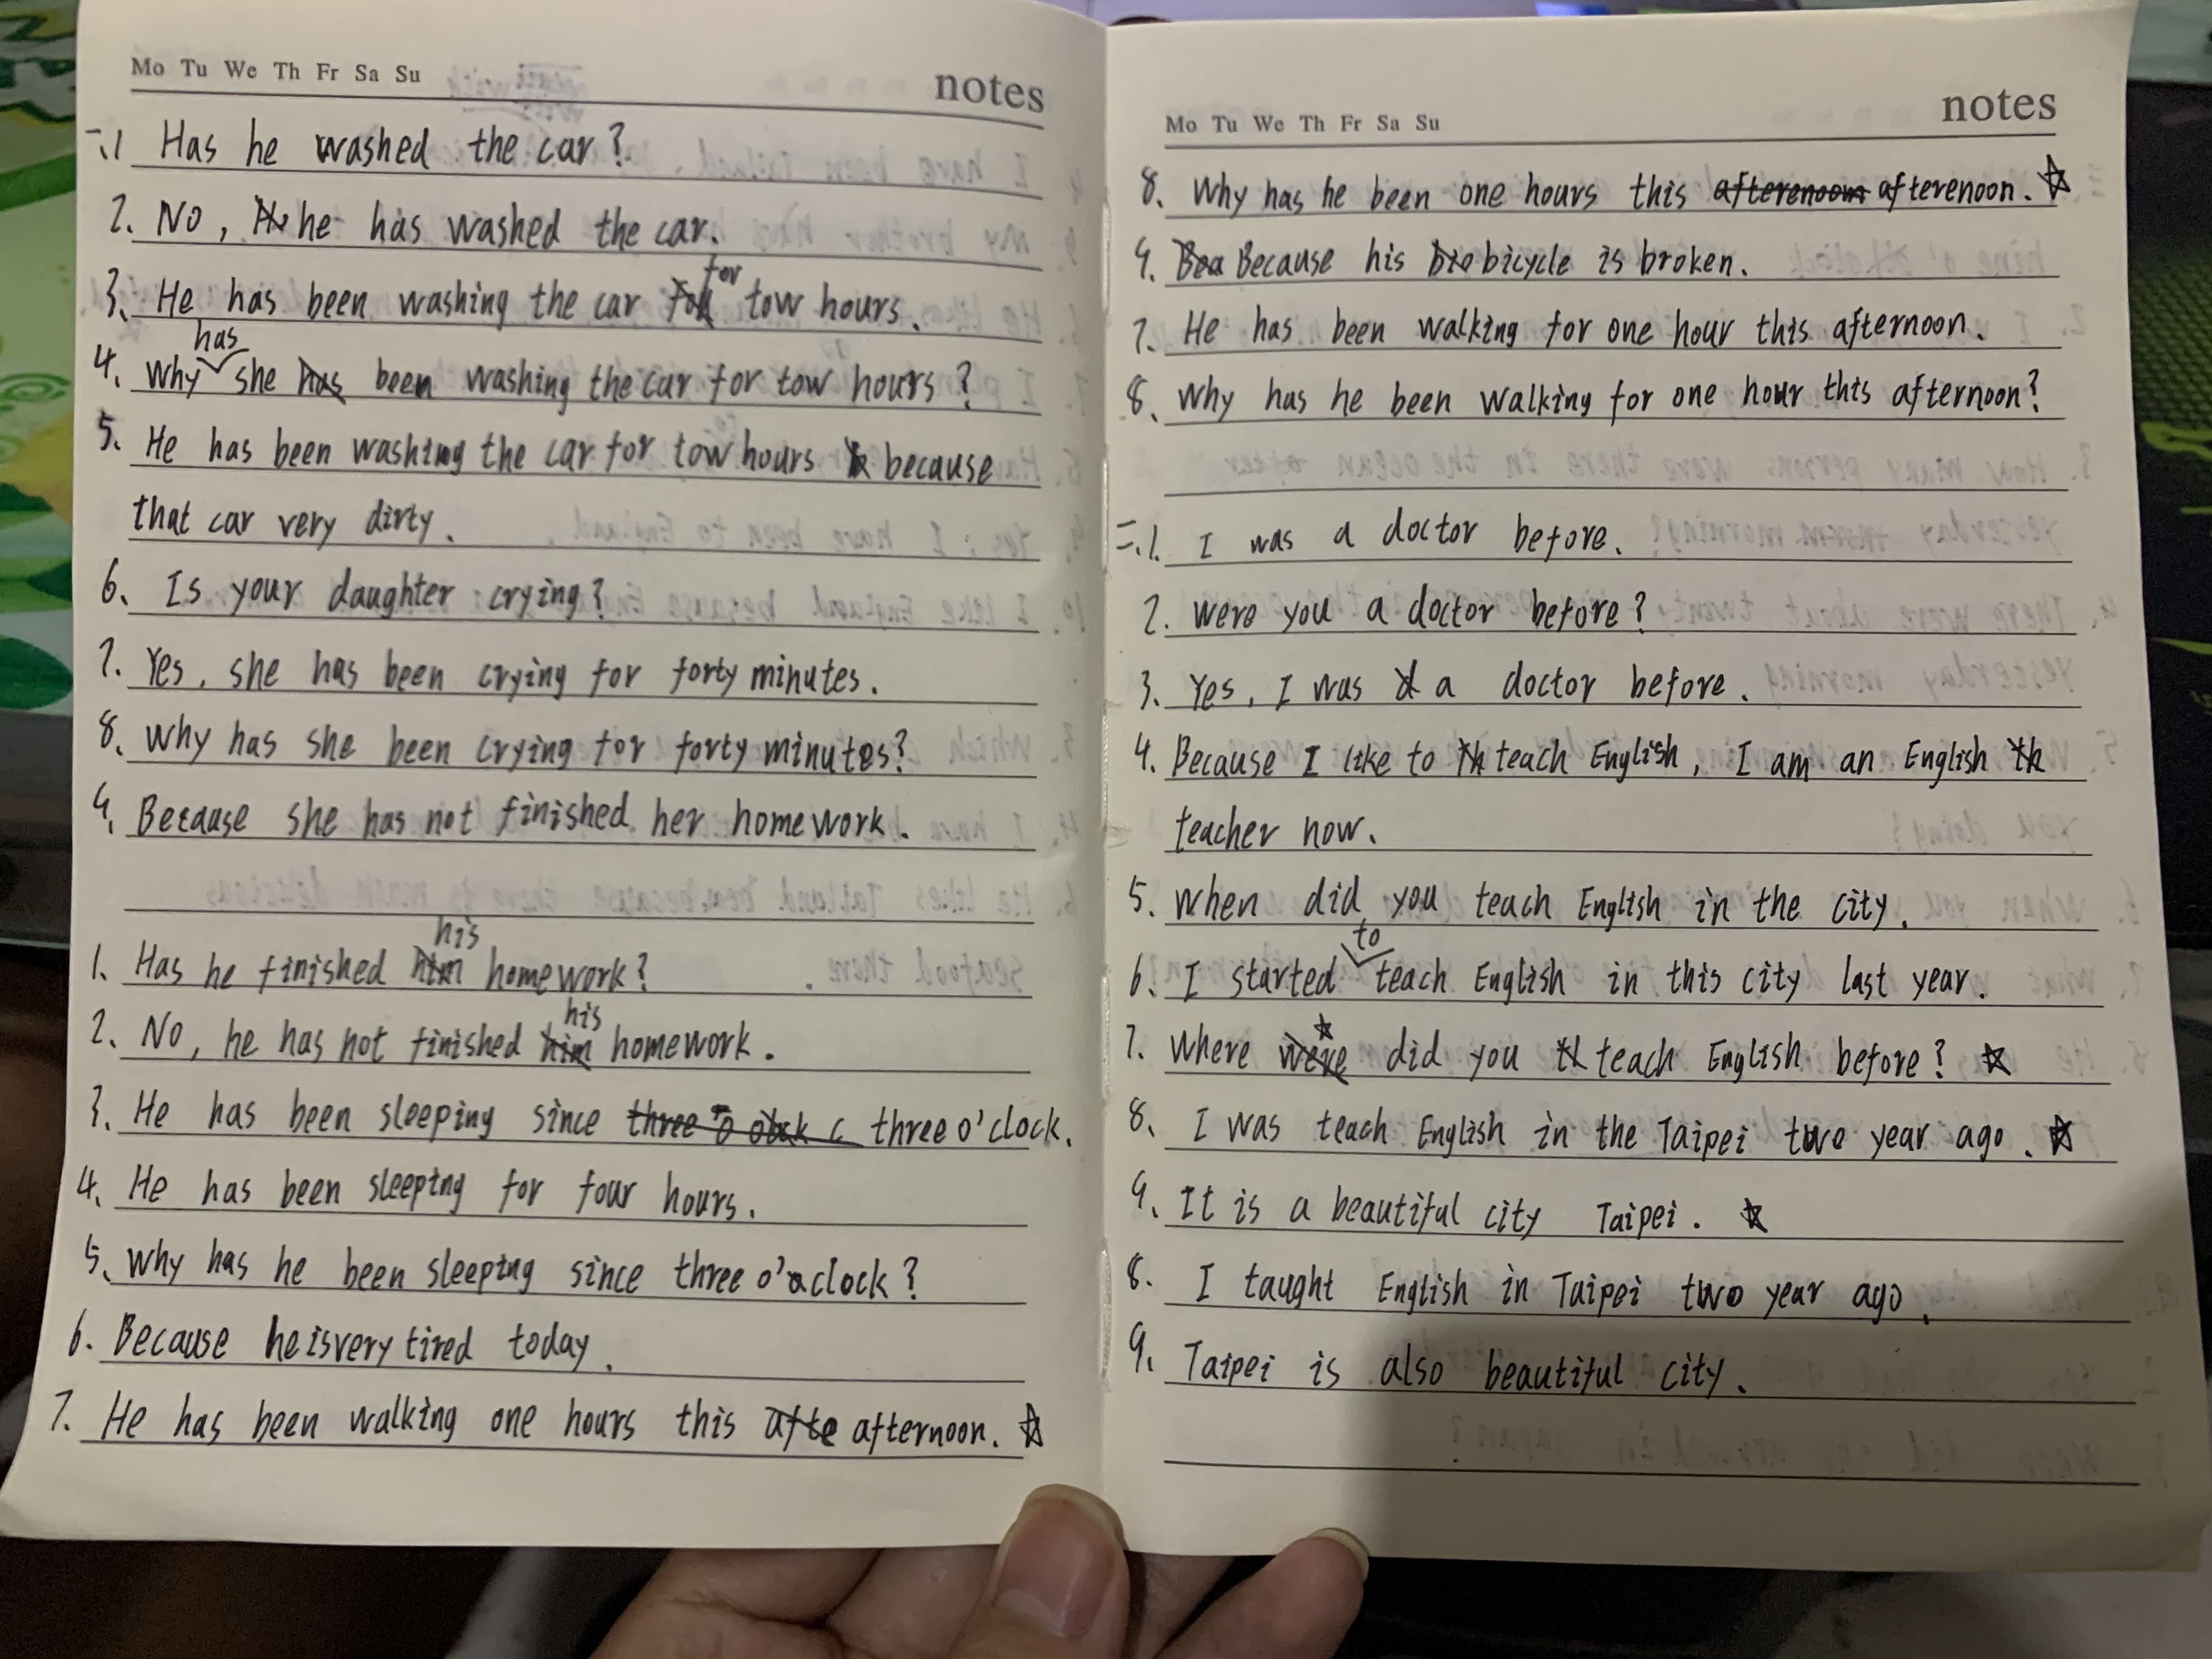 Mo Tu We Th Fr Sa Su
notes
一.1 Has he washed the car?
2. No, he has washed the car.
3. He has been washing the car for tow hours.
4. Why has she been washing the car for tow hours?
5. He has been washing the car for tow hours because
that car very dirty.
6. Is your daughter crying?
7. Yes, she has been crying for forty minutes.
8. Why has she been crying for forty minutes?
9. Because she has not finished her homework.
1. Has he finished his homework?
2. No, he has not finished his homework.
3. He has been sleeping since three o'clock.
4. He has been sleeping for four hours.
5. Why has he been sleeping since three o'clock?
6. Because he is very tired today.
7. He has been walking one hours this afternoon. ☆
Mo Tu We Th Fr Sa Su
notes
8. Why has he been one hours this afterenoon. ☆
9. Because his bicycle is broken.
7. He has been walking for one hour this afternoon.
8. Why has he been walking for one hour this afternoon?
二.1. I was a doctor before.
2. Were you a doctor before?
3. Yes, I was a doctor before.
4. Because I like to teach English, I am an English
teacher now.
5. When did you teach English in the city.
6. I started to teach English in this city last year.
7. Where did you teach English before? ☆
8. I was teach English in the Taipei two year ago. ☆
9. It is a beautiful city Taipei. ☆
8. I taught English in Taipei two year ago.
9. Taipei is also beautiful city.